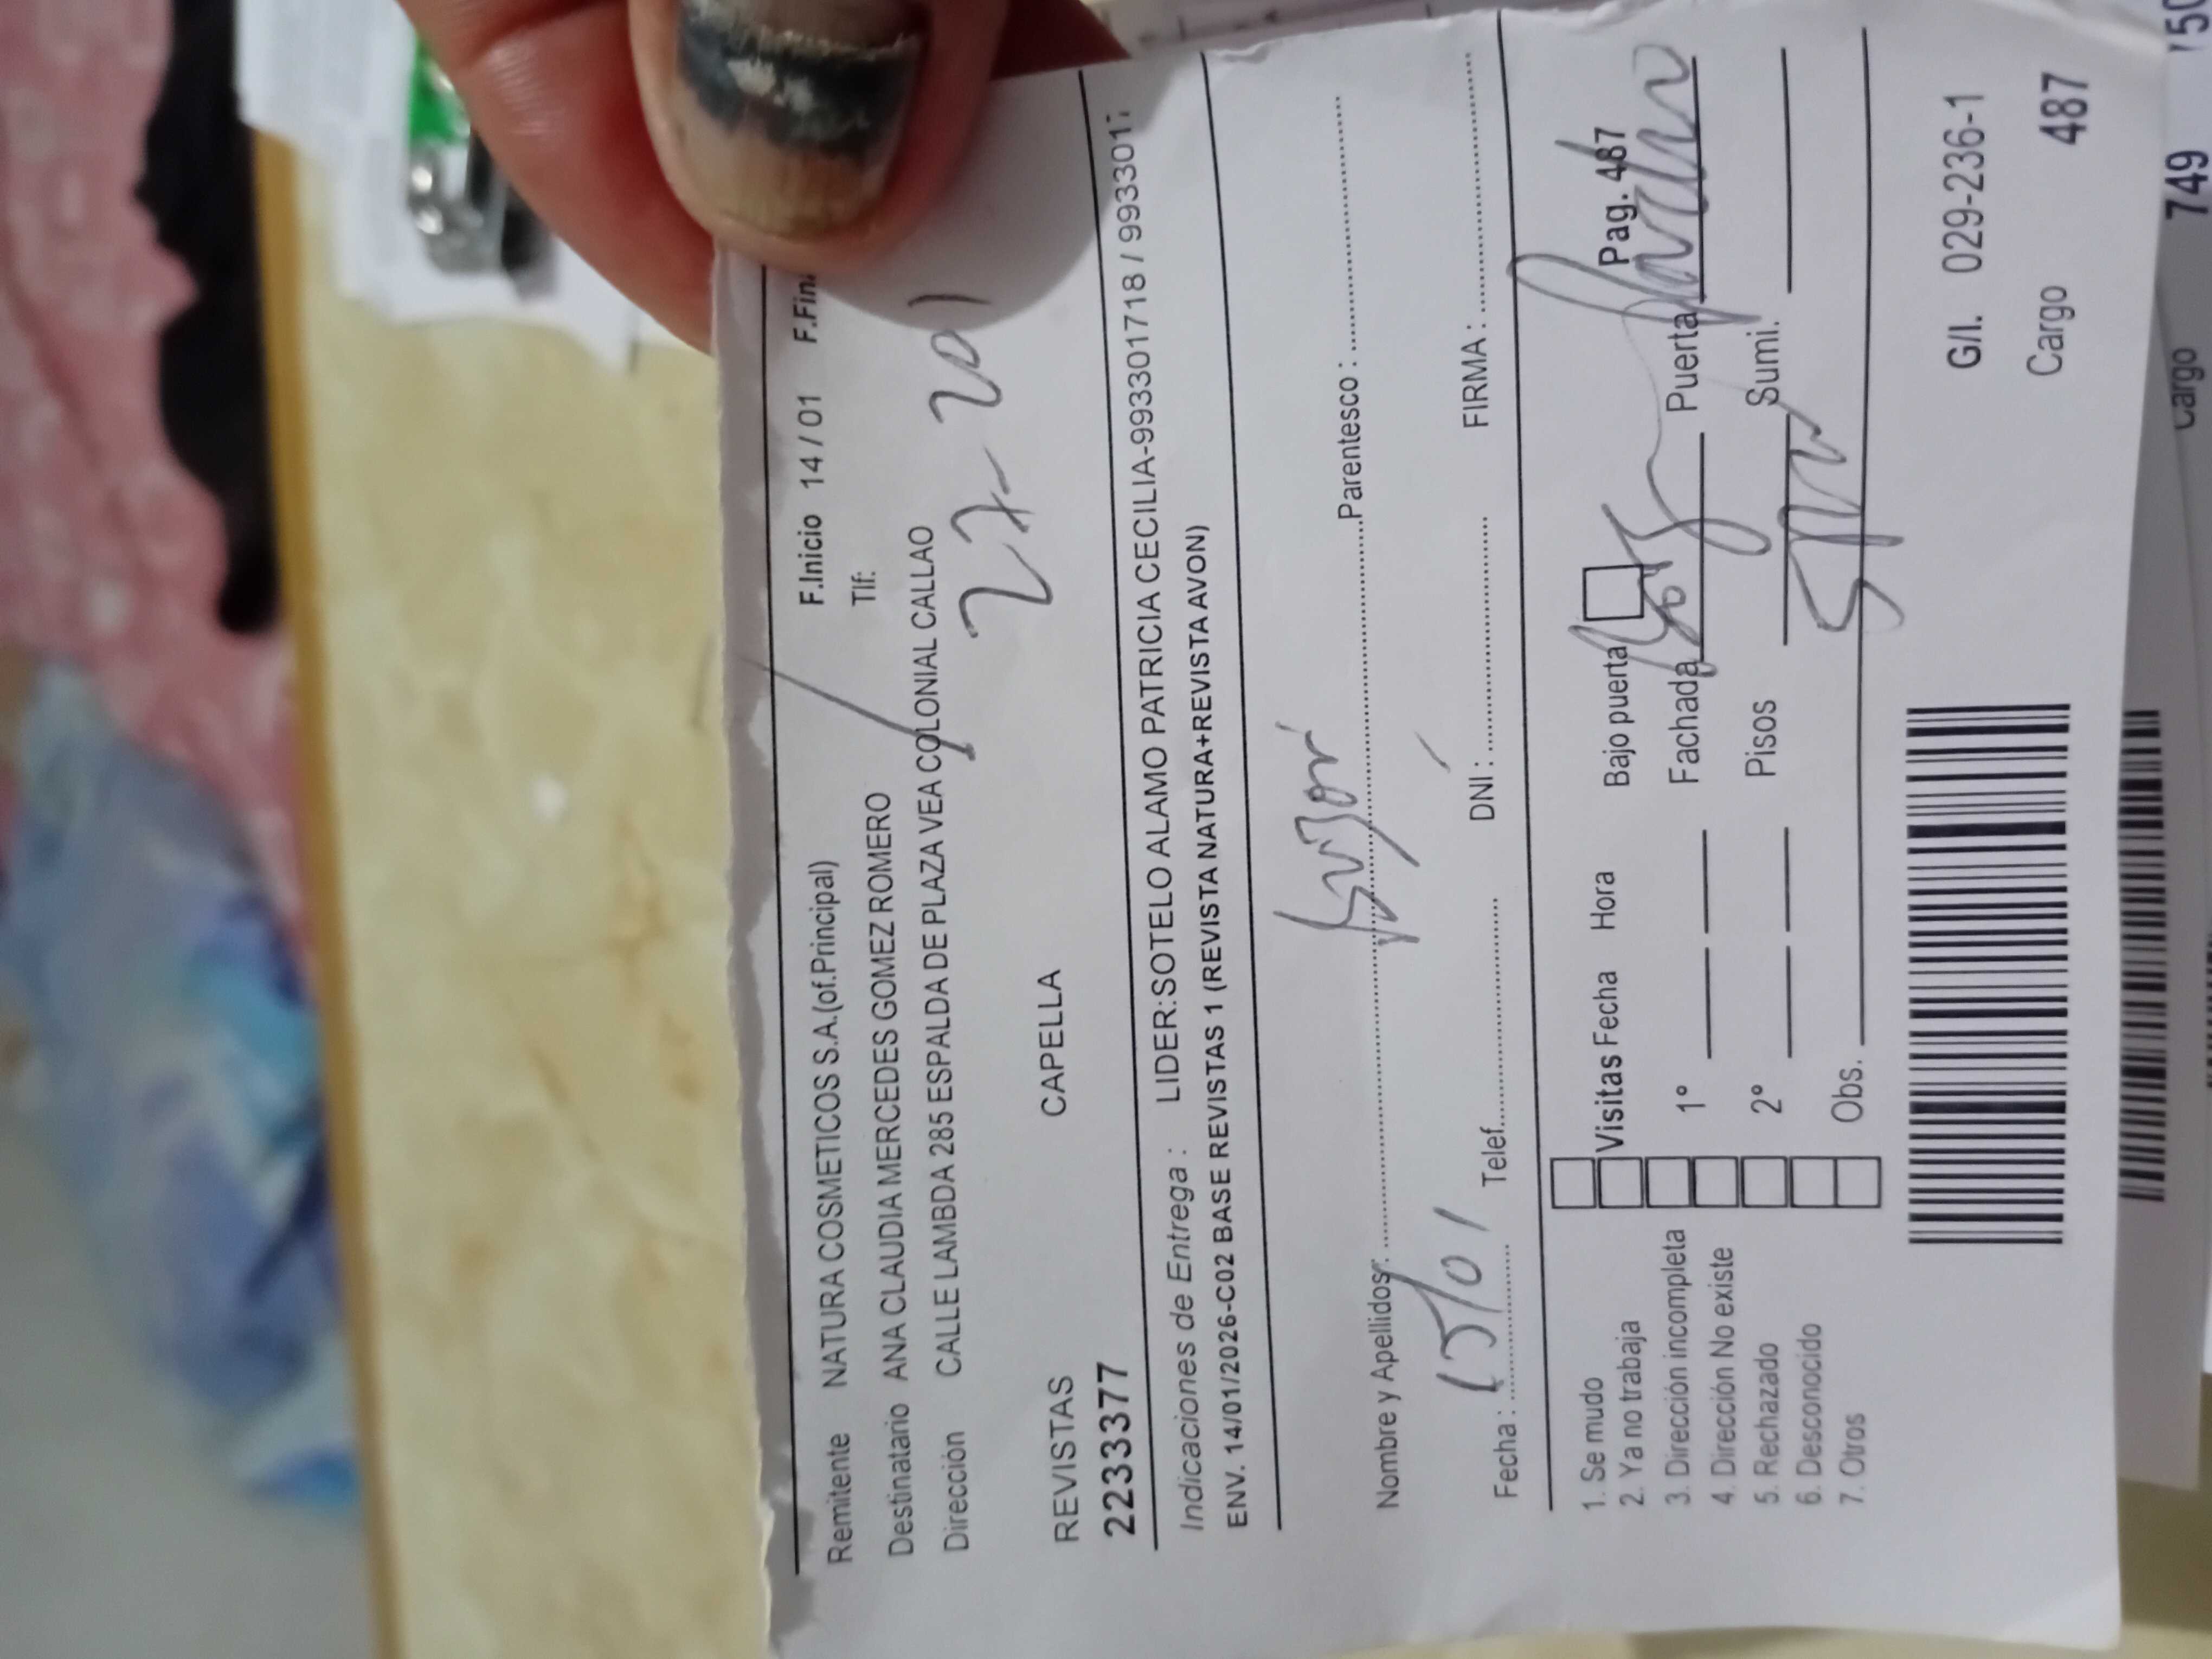 F.Inicio 14/01 F.Fin
Remitente NATURA COSMETICOS S.A.(of.Principal) Tlf:
Destinatario ANA CLAUDIA MERCEDES GOMEZ ROMERO
Dirección CALLE LAMBDA 285 ESPALDA DE PLAZA VEA COLONIAL CALLAO
27-201
REVISTAS CAPELLA
2233377
Indicaciones de Entrega : LIDER:SOTELO ALAMO PATRICIA CECILIA-993301718 / 993301
ENV. 14/01/2026-C02 BASE REVISTAS 1 (REVISTA NATURA+REVISTA AVON)
Nombre y Apellidos: Parentesco :
15/01
Fecha : Telef. DNI : FIRMA :
1. Se mudo Visitas Fecha Hora Bajo puerta Pag. 487
2. Ya no trabaja
3. Dirección incompleta 1° Fachada Puerta
4. Dirección No existe
5. Rechazado 2° Pisos Sumi.
6. Desconocido
7. Otros Obs.
G/I. 029-236-1
Cargo 487
Cargo 749